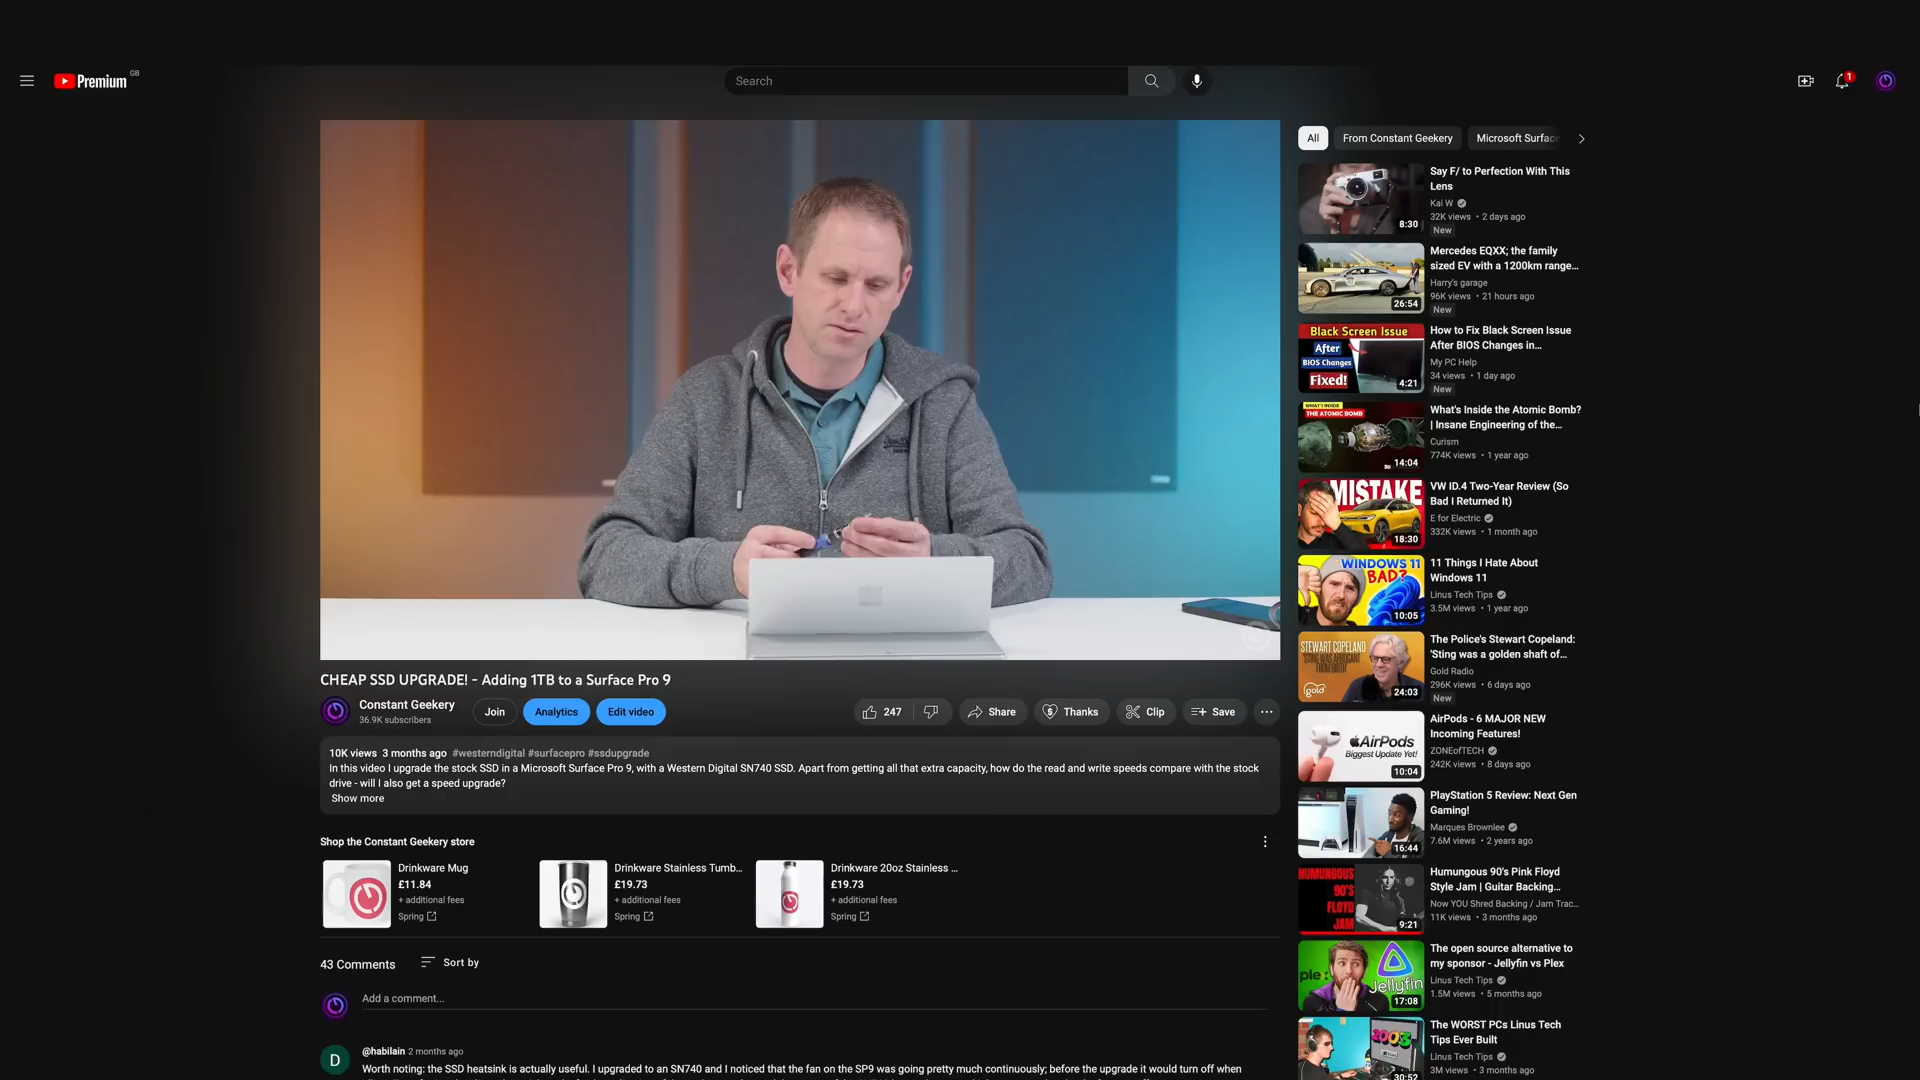 Premium GB
Search
1
All
From Constant Geekery
Microsoft Surface
Say F/ to Perfection With This
Lens
Kai W
32K views • 2 days ago
New
8:30
Mercedes EQXX; the family
sized EV with a 1200km range...
Harry's garage
96K views • 21 hours ago
New
26:54
Black Screen Issue
After
BIOS Changes
Fixed!
4:21
How to Fix Black Screen Issue
After BIOS Changes in...
My PC Help
34 views • 1 day ago
New
WHAT'S INSIDE
THE ATOMIC BOMB
14:04
What's Inside the Atomic Bomb?
| Insane Engineering of the...
Curism
774K views • 1 year ago
MISTAKE
18:30
VW ID.4 Two-Year Review (So
Bad I Returned It)
E for Electric
332K views • 1 month ago
WINDOWS 11
BAD?
10:05
11 Things I Hate About
Windows 11
Linus Tech Tips
3.5M views • 1 year ago
STEWART COPELAND
'STING WAS ARROGANT
FROM BIRTH'
gold
24:03
The Police's Stewart Copeland:
'Sting was a golden shaft of...
Gold Radio
296K views • 6 days ago
New
AirPods
Biggest Update Yet!
10:04
AirPods - 6 MAJOR NEW
Incoming Features!
ZONEofTECH
242K views • 8 days ago
16:44
PlayStation 5 Review: Next Gen
Gaming!
Marques Brownlee
7.6M views • 2 years ago
HUMUNGOUS
90'S
FLOYD
JAM
9:21
Humungous 90's Pink Floyd
Style Jam | Guitar Backing...
Now YOU Shred Backing / Jam Trac...
11K views • 3 months ago
ple :
Jellyfin
17:08
The open source alternative to
my sponsor - Jellyfin vs Plex
Linus Tech Tips
1.5M views • 5 months ago
2003
30:52
The WORST PCs Linus Tech
Tips Ever Built
Linus Tech Tips
3M views • 3 months ago
CHEAP SSD UPGRADE! - Adding 1TB to a Surface Pro 9
Constant Geekery
36.9K subscribers
Join
Analytics
Edit video
247
Share
Thanks
Clip
Save
10K views 3 months ago #westerndigital #surfacepro #ssdupgrade
In this video I upgrade the stock SSD in a Microsoft Surface Pro 9, with a Western Digital SN740 SSD. Apart from getting all that extra capacity, how do the read and write speeds compare with the stock
drive - will I also get a speed upgrade?
Show more
Shop the Constant Geekery store
Drinkware Mug
£11.84
+ additional fees
Spring
Drinkware Stainless Tumb...
£19.73
+ additional fees
Spring
Drinkware 20oz Stainless ...
£19.73
+ additional fees
Spring
43 Comments
Sort by
Add a comment...
D
@habilain 2 months ago
Worth noting: the SSD heatsink is actually useful. I upgraded to an SN740 and I noticed that the fan on the SP9 was going pretty much continuously; before the upgrade it would turn off when